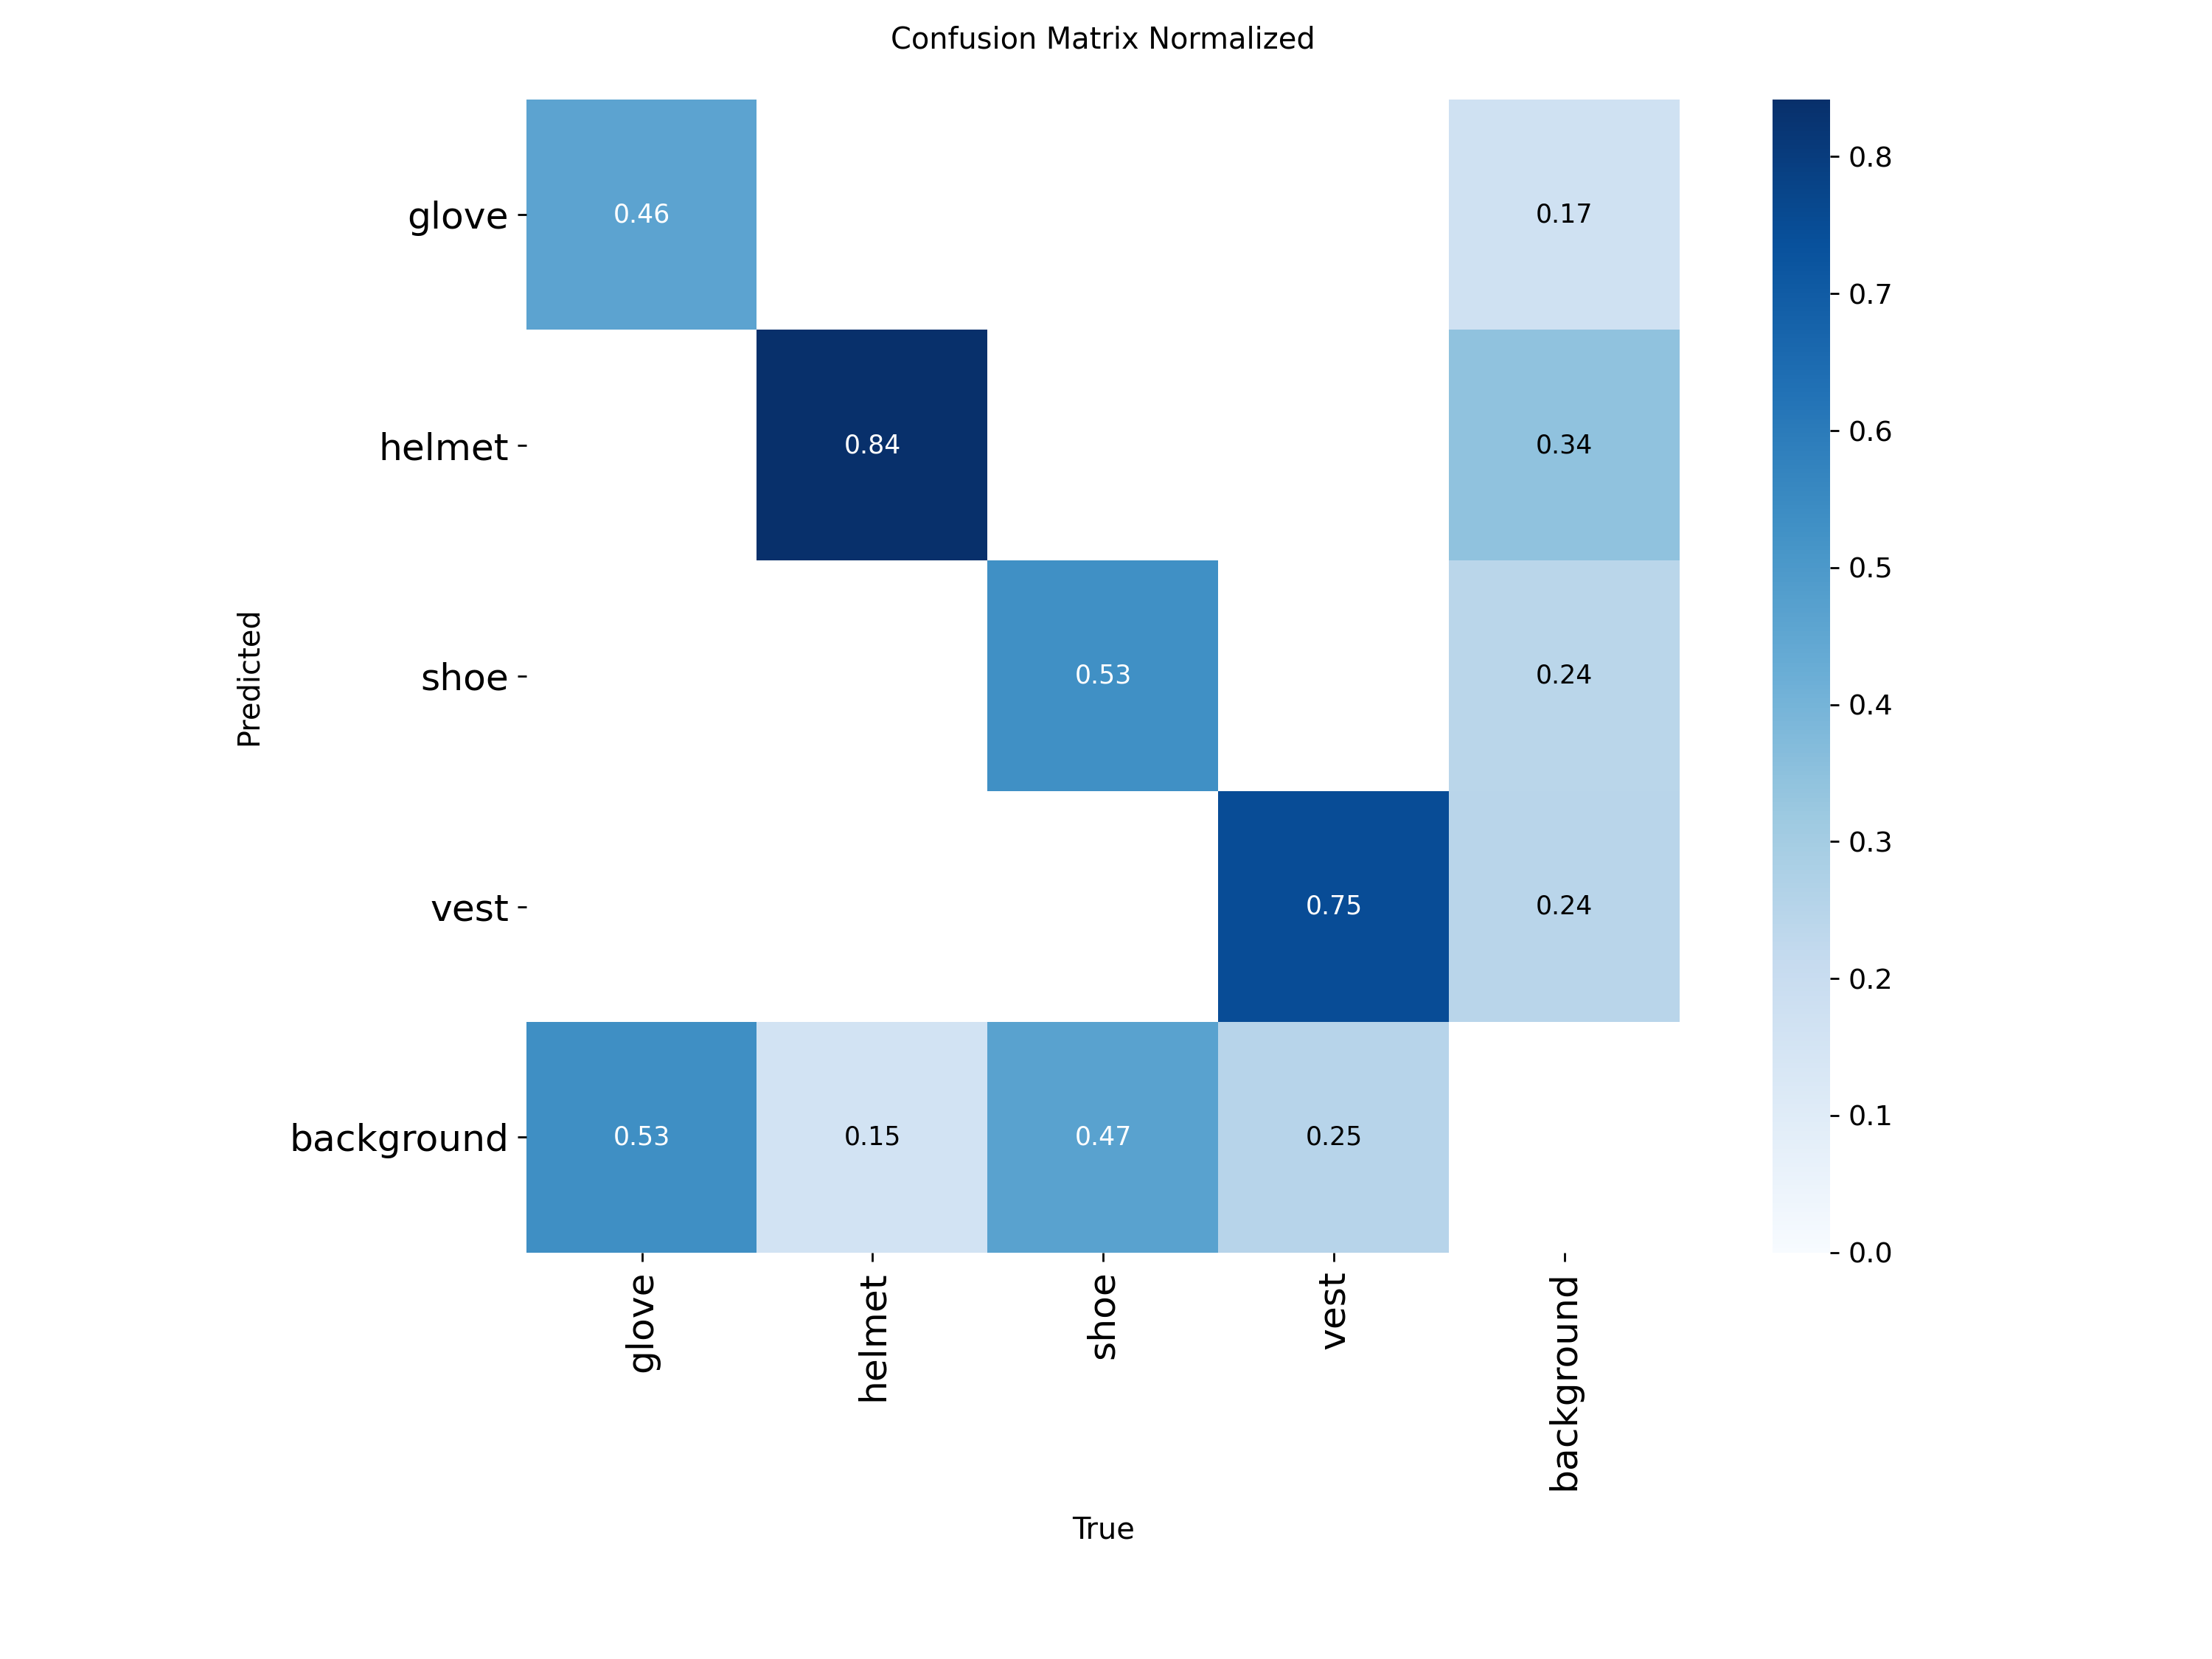 Confusion Matrix Normalized
glove
0.46
0.17
0.8
0.7
helmet
0.84
0.34
0.6
0.5
Predicted
shoe
0.53
0.24
0.4
0.3
vest
0.75
0.24
0.2
background
0.53
0.15
0.47
0.25
0.1
0.0
glove
helmet
shoe
vest
background
True